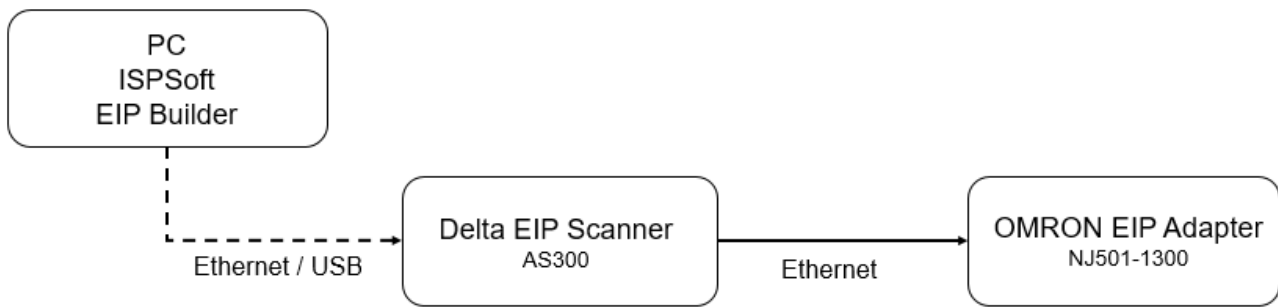 PC
ISPSoft
EIP Builder
Delta EIP Scanner
AS300
OMRON EIP Adapter
NJ501-1300
Ethernet / USB
Ethernet